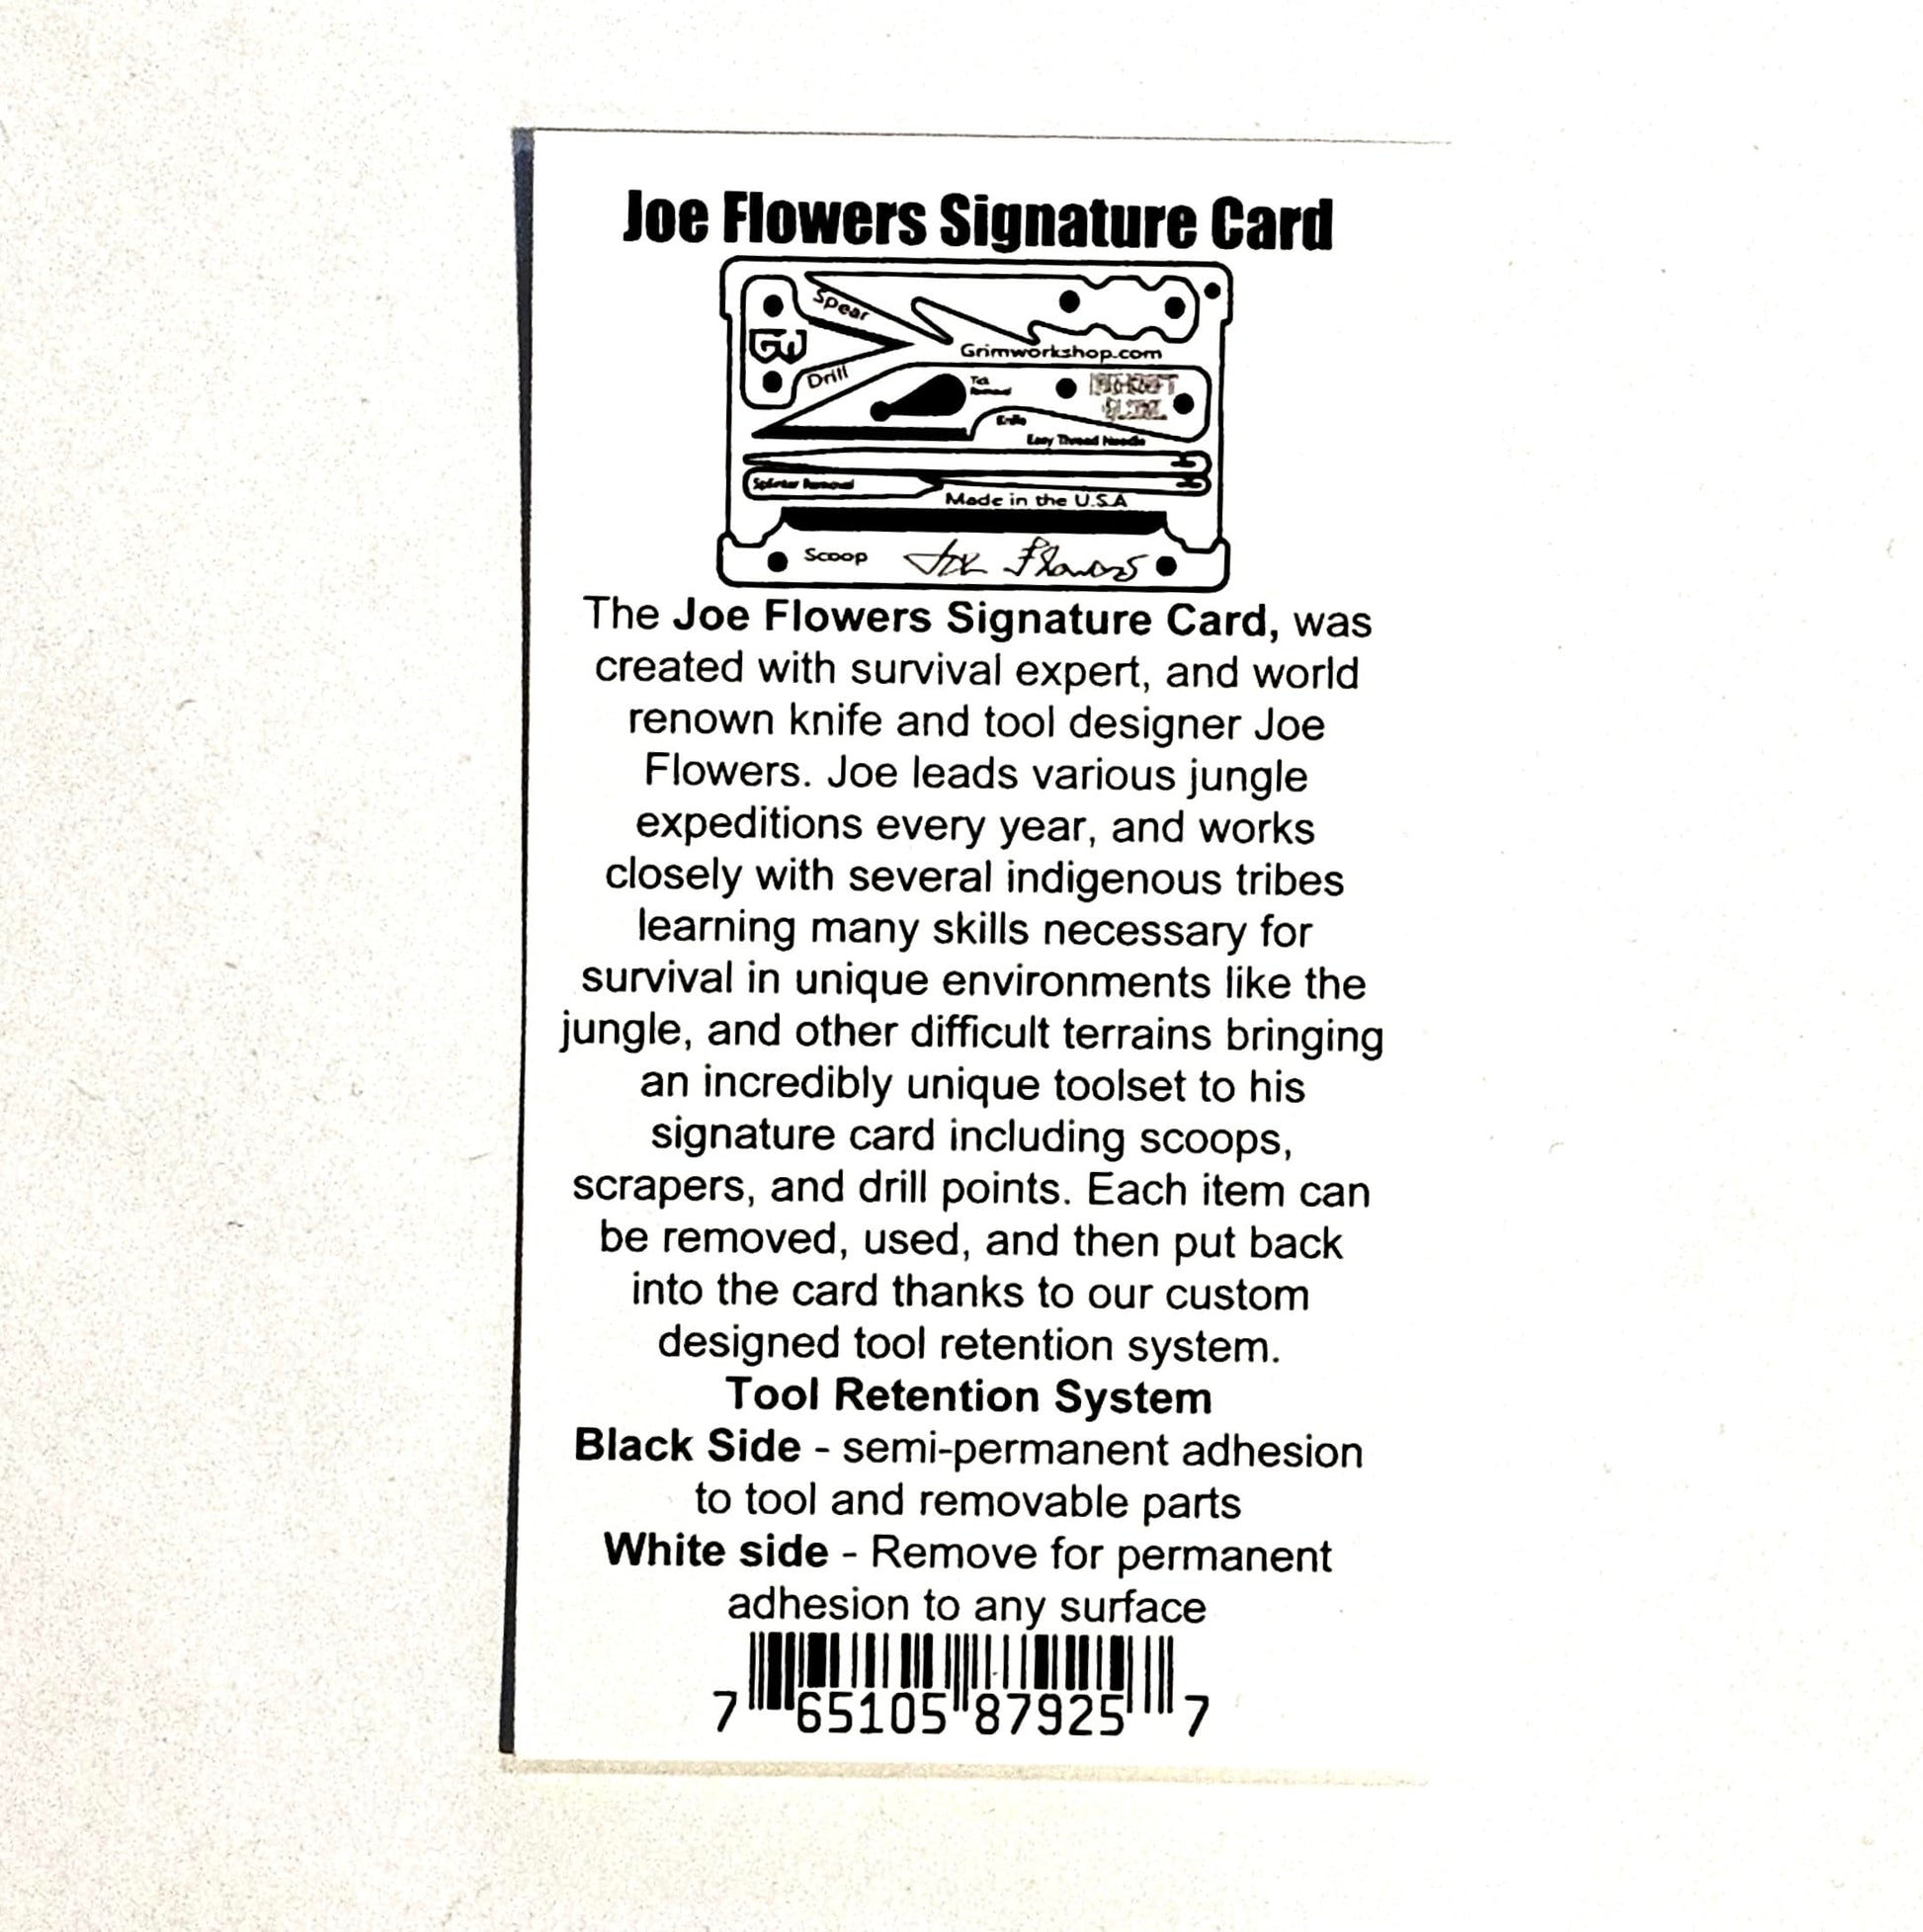 Joe Flowers Signature Card
Spear
GW
Grimworkshop.com
Drill
Tick
Removal
Knife
Easy Thread Needle
Splinter Removal
Made in the U.S.A
Scoop Joe Flowers
The Joe Flowers Signature Card, was
created with survival expert, and world
renown knife and tool designer Joe
Flowers. Joe leads various jungle
expeditions every year, and works
closely with several indigenous tribes
learning many skills necessary for
survival in unique environments like the
jungle, and other difficult terrains bringing
an incredibly unique toolset to his
signature card including scoops,
scrapers, and drill points. Each item can
be removed, used, and then put back
into the card thanks to our custom
designed tool retention system.
Tool Retention System
Black Side - semi-permanent adhesion
to tool and removable parts
White side - Remove for permanent
adhesion to any surface
7 65105 87925 7